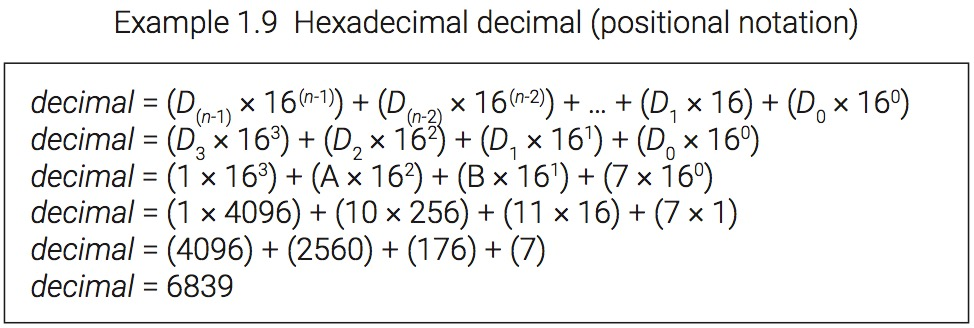 Example 1.9 Hexadecimal decimal (positional notation)
decimal = (D₍ₙ₋₁₎ × 16⁽ⁿ⁻¹⁾) + (D₍ₙ₋₂₎ × 16⁽ⁿ⁻²⁾) + ... + (D₁ × 16) + (D₀ × 16⁰)
decimal = (D₃ × 16³) + (D₂ × 16²) + (D₁ × 16¹) + (D₀ × 16⁰)
decimal = (1 × 16³) + (A × 16²) + (B × 16¹) + (7 × 16⁰)
decimal = (1 × 4096) + (10 × 256) + (11 × 16) + (7 × 1)
decimal = (4096) + (2560) + (176) + (7)
decimal = 6839